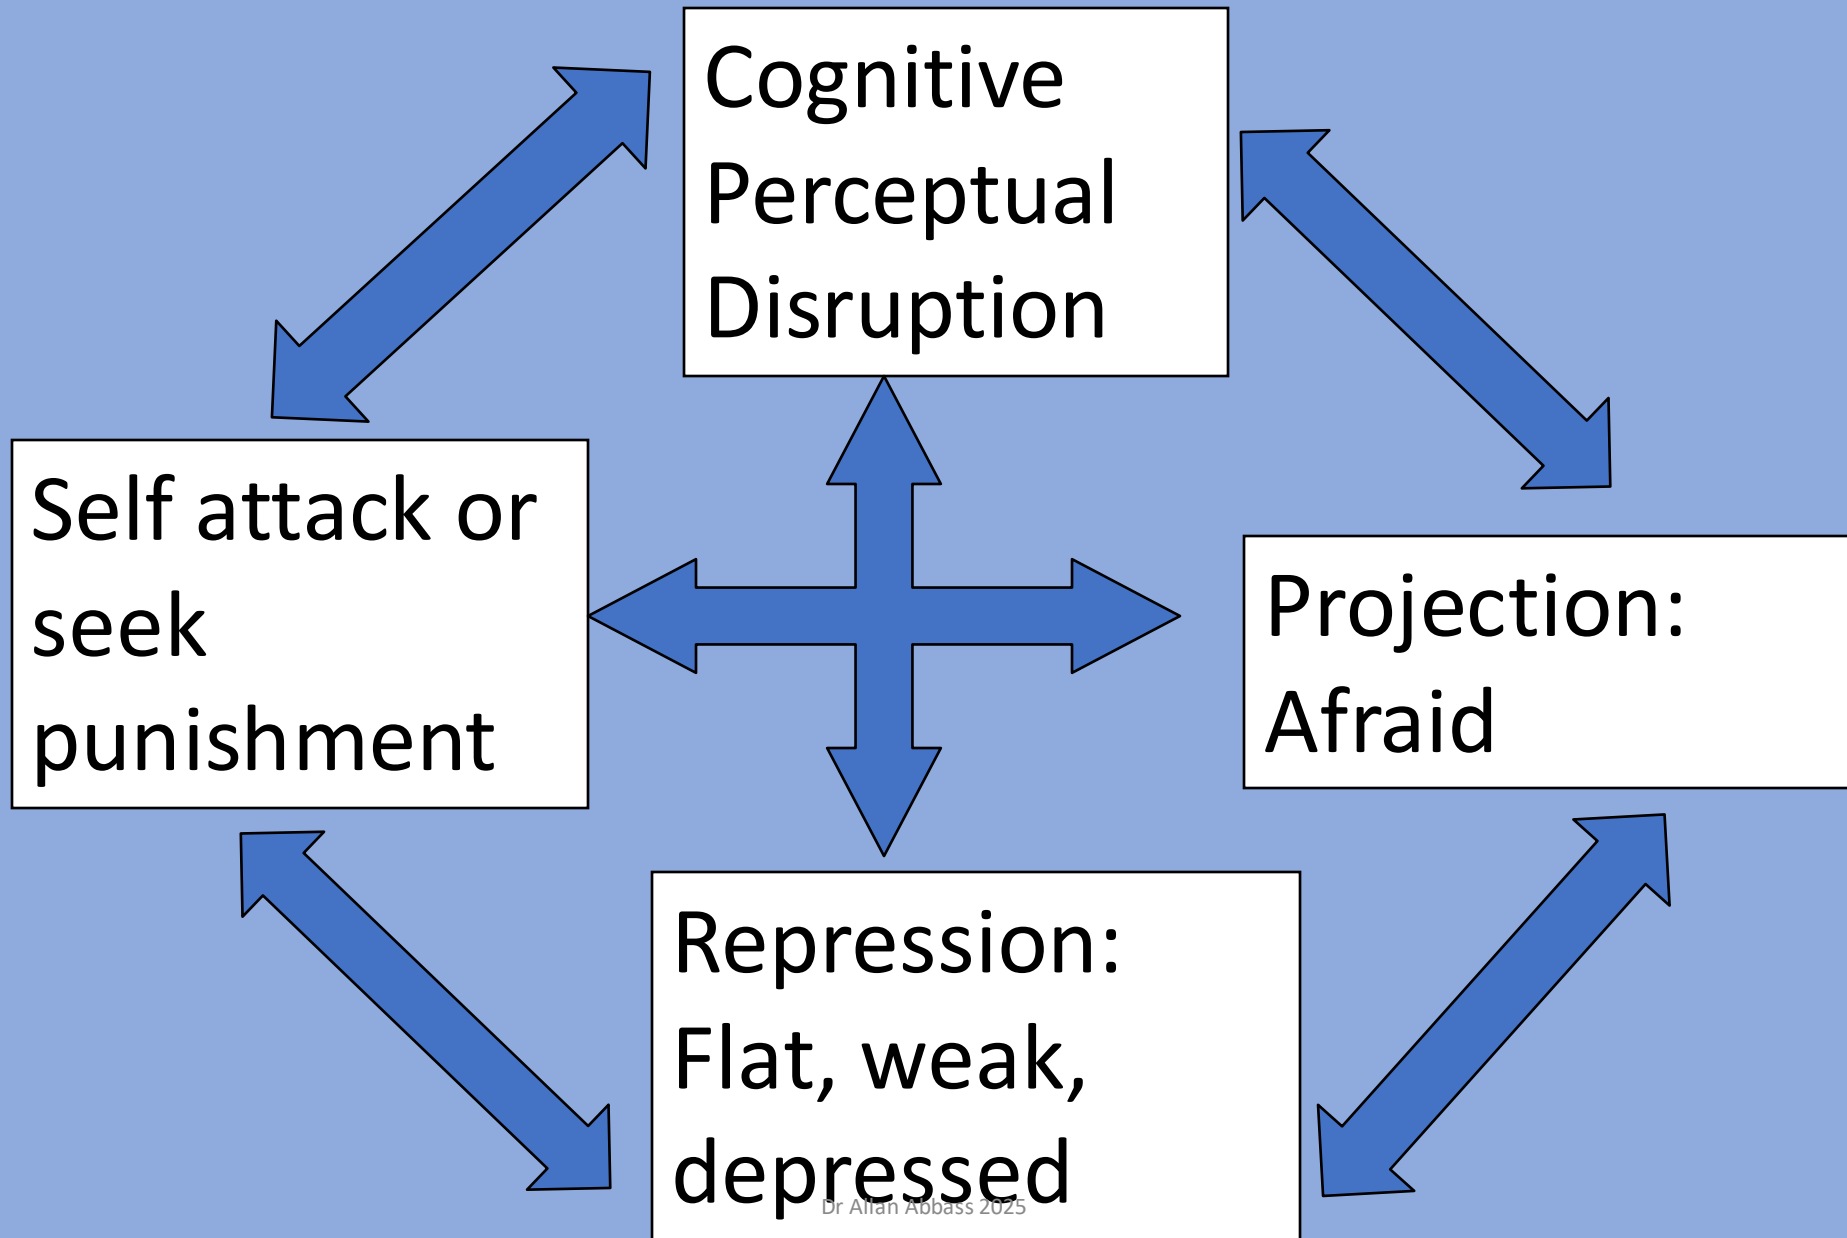 Cognitive
Perceptual
Disruption
Self attack or
seek
punishment
Projection:
Afraid
Repression:
Flat, weak,
depressed
Dr Allan Abbass 2025